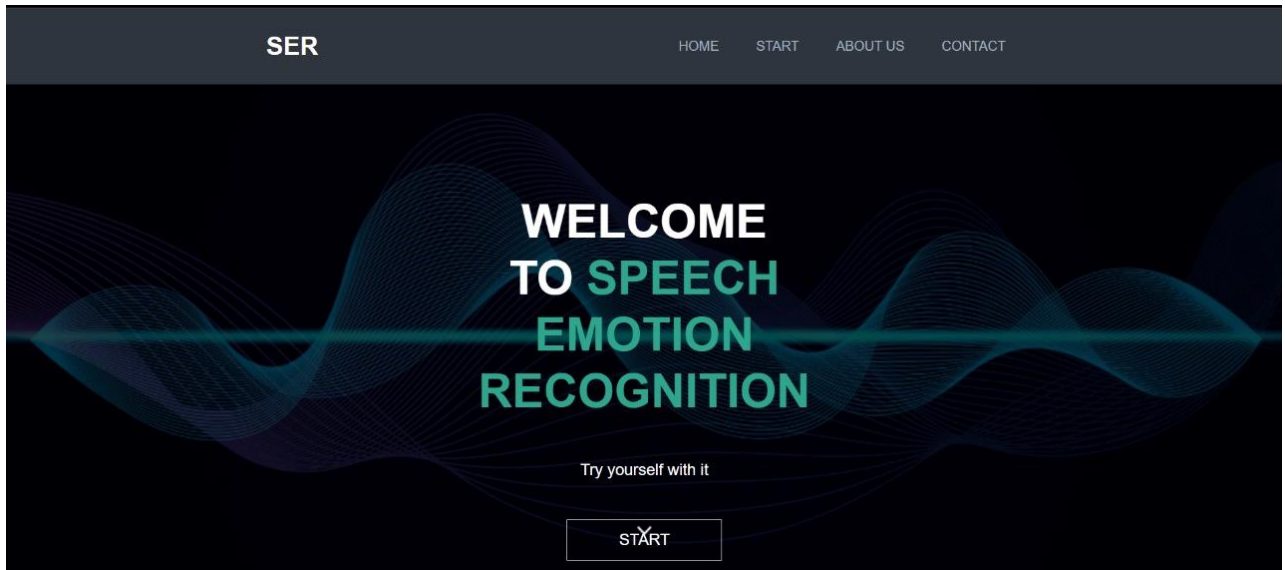 SER
HOME START ABOUT US CONTACT
WELCOME
TO SPEECH
EMOTION
RECOGNITION
Try yourself with it
START